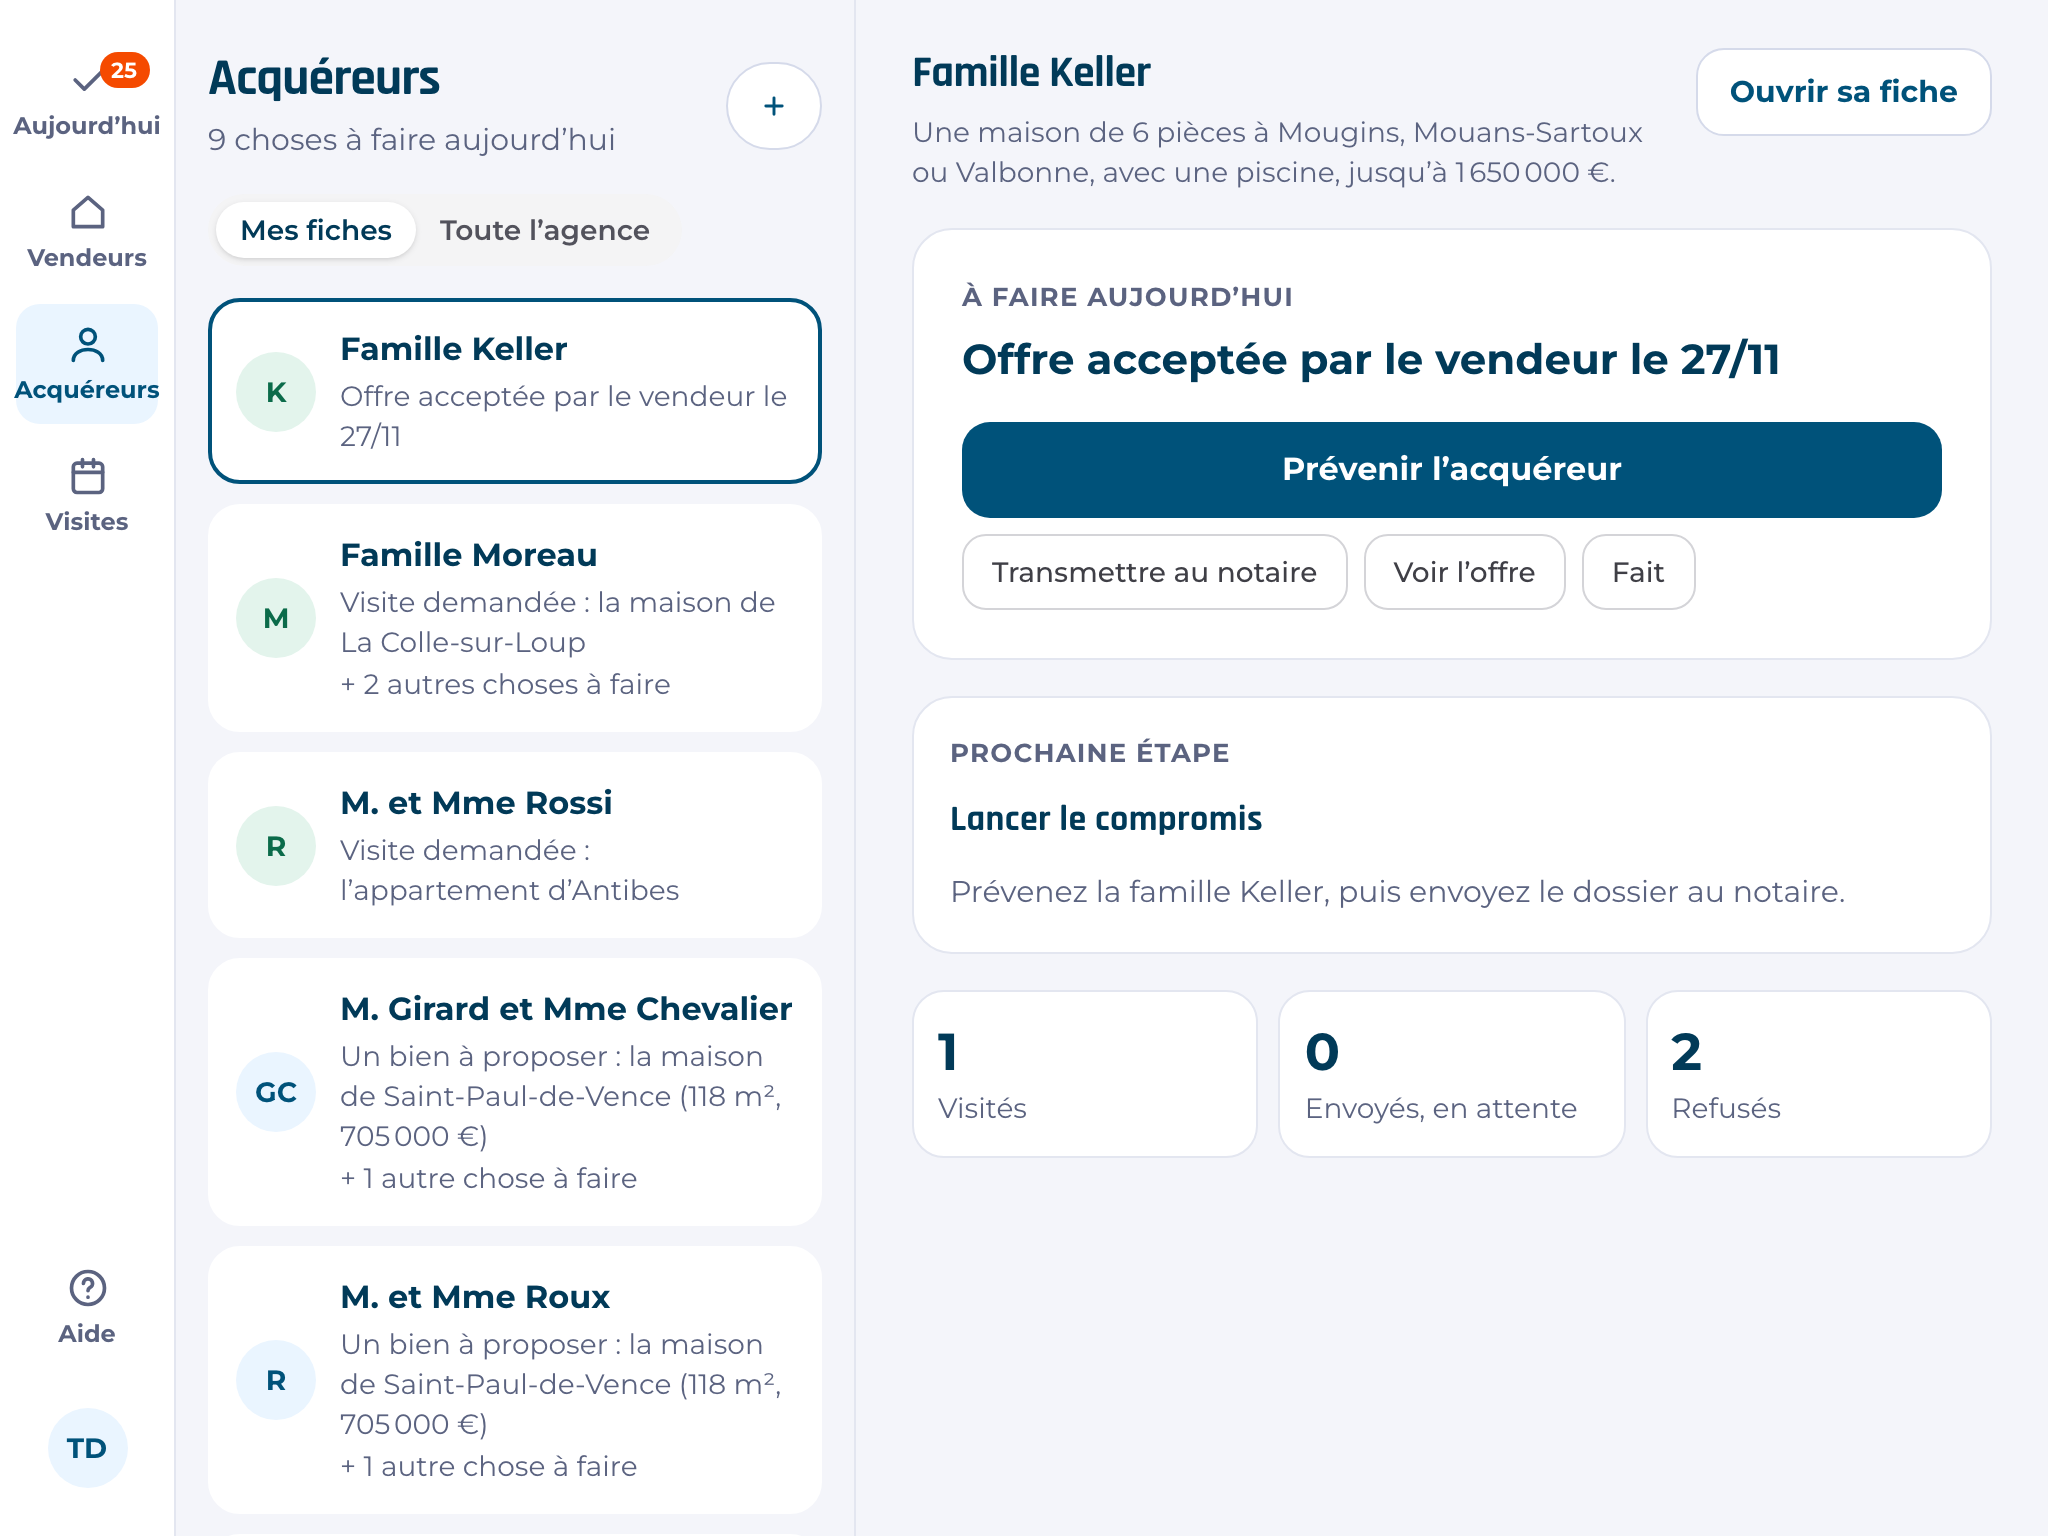 25
Aujourd’hui
Vendeurs
Acquéreurs
Visites
Aide
TD
Acquéreurs
9 choses à faire aujourd’hui
+
Mes fiches
Toute l’agence
K
Famille Keller
Offre acceptée par le vendeur le
27/11
M
Famille Moreau
Visite demandée : la maison de
La Colle-sur-Loup
+ 2 autres choses à faire
R
M. et Mme Rossi
Visite demandée :
l’appartement d’Antibes
GC
M. Girard et Mme Chevalier
Un bien à proposer : la maison
de Saint-Paul-de-Vence (118 m²,
705 000 €)
+ 1 autre chose à faire
R
M. et Mme Roux
Un bien à proposer : la maison
de Saint-Paul-de-Vence (118 m²,
705 000 €)
+ 1 autre chose à faire
Famille Keller
Une maison de 6 pièces à Mougins, Mouans-Sartoux
ou Valbonne, avec une piscine, jusqu’à 1 650 000 €.
Ouvrir sa fiche
À FAIRE AUJOURD’HUI
Offre acceptée par le vendeur le 27/11
Prévenir l’acquéreur
Transmettre au notaire
Voir l’offre
Fait
PROCHAINE ÉTAPE
Lancer le compromis
Prévenez la famille Keller, puis envoyez le dossier au notaire.
1
Visités
0
Envoyés, en attente
2
Refusés